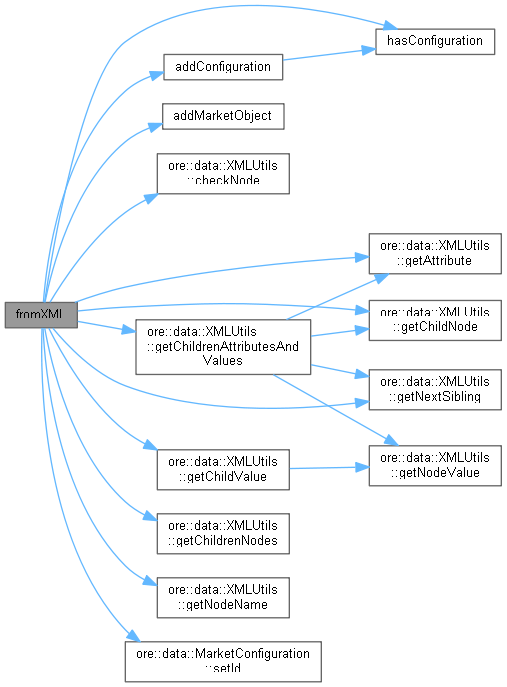 hasConfiguration
addConfiguration
addMarketObject
ore::data::XMLUtils
::checkNode
ore::data::XMLUtils
::getAttribute
ore::data::XMLUtils
::getChildNode
fromXML
ore::data::XMLUtils
::getChildrenAttributesAnd
Values
ore::data::XMLUtils
::getNextSibling
ore::data::XMLUtils
::getNodeValue
ore::data::XMLUtils
::getChildValue
ore::data::XMLUtils
::getChildrenNodes
ore::data::XMLUtils
::getNodeName
ore::data::MarketConfiguration
::setId